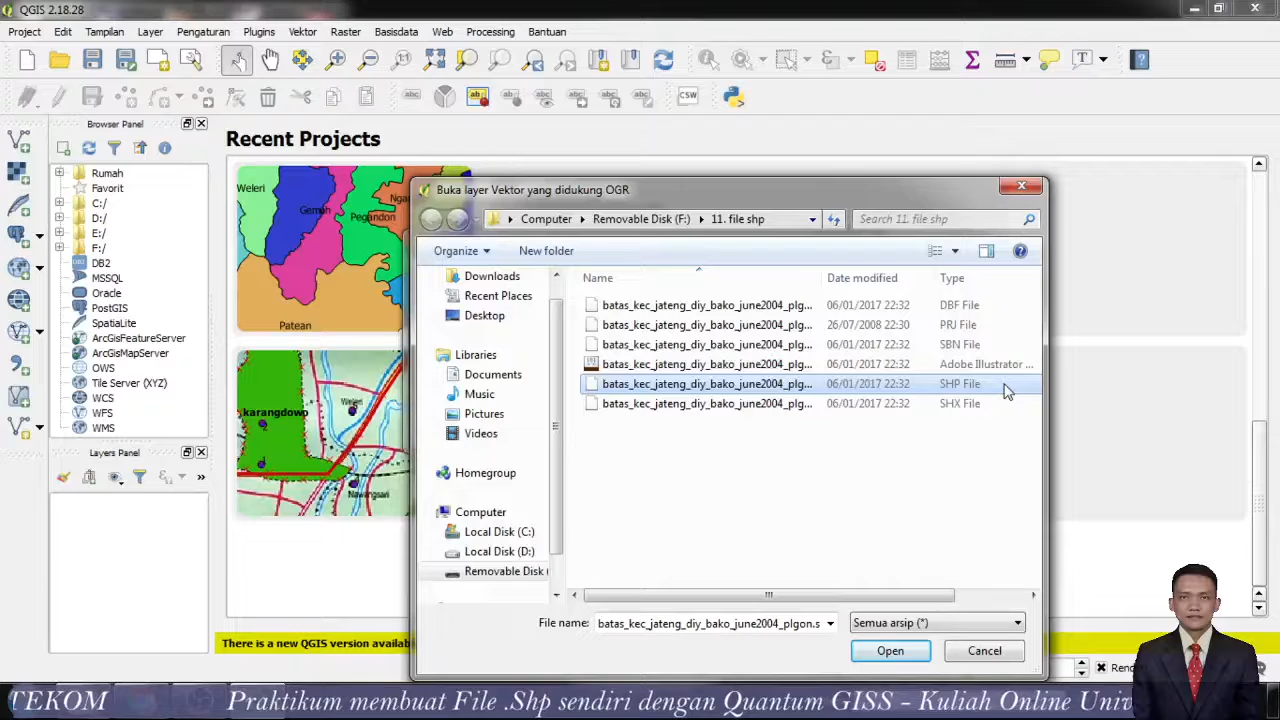 QGIS 2.18.28
Project Edit Tampilan Layer Pengaturan Plugins Vektor Raster Basisdata Web Processing Bantuan
Browser Panel
Rumah
Favorit
C:/
D:/
E:/
F:/
DB2
MSSQL
Oracle
PostGIS
SpatiaLite
ArcGisFeatureServer
ArcGisMapServer
OWS
Tile Server (XYZ)
WCS
WFS
WMS
Layers Panel
Recent Projects
Weleri
Gemuh
Pegandon
Patean
karangdowo
Weleri
Nawangsari
There is a new QGIS version availab
Buka layer Vektor yang didukung OGR
Computer Removable Disk (F:) 11. file shp
Search 11. file shp
Organize New folder
Downloads
Recent Places
Desktop
Libraries
Documents
Music
Pictures
Videos
Homegroup
Computer
Local Disk (C:)
Local Disk (D:)
Removable Disk (
Name Date modified Type
batas_kec_jateng_diy_bako_june2004_plg... 06/01/2017 22:32 DBF File
batas_kec_jateng_diy_bako_june2004_plg... 26/07/2008 22:30 PRJ File
batas_kec_jateng_diy_bako_june2004_plg... 06/01/2017 22:32 SBN File
batas_kec_jateng_diy_bako_june2004_plg... 06/01/2017 22:32 Adobe Illustrator ...
batas_kec_jateng_diy_bako_june2004_plg... 06/01/2017 22:32 SHP File
batas_kec_jateng_diy_bako_june2004_plg... 06/01/2017 22:32 SHX File
File name: batas_kec_jateng_diy_bako_june2004_plgon.s
Semua arsip (*)
Open Cancel
TEKOM Praktikum membuat File .Shp sendiri dengan Quantum GISS - Kuliah Online Univ